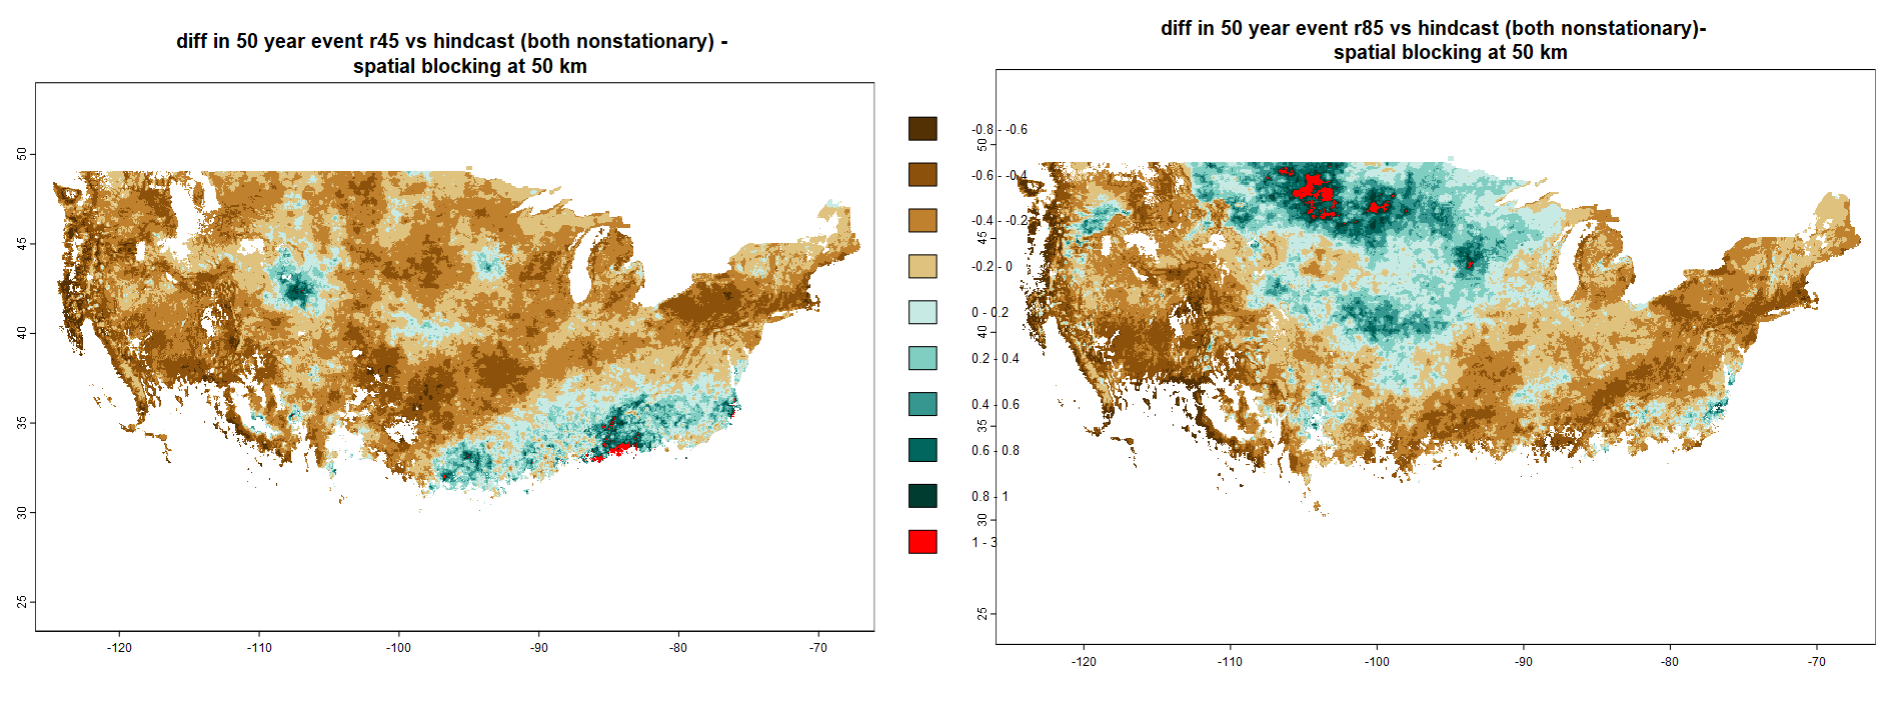 diff in 50 year event r45 vs hindcast (both nonstationary) -
spatial blocking at 50 km
50
45
40
35
30
25
-120
-110
-100
-90
-80
-70
-0.8 - -0.6
-0.6 - -0.4
-0.4 - -0.2
-0.2 - 0
0 - 0.2
0.2 - 0.4
0.4 - 0.6
0.6 - 0.8
0.8 - 1
1 - 3
diff in 50 year event r85 vs hindcast (both nonstationary)-
spatial blocking at 50 km
50
45
40
35
30
25
-120
-110
-100
-90
-80
-70